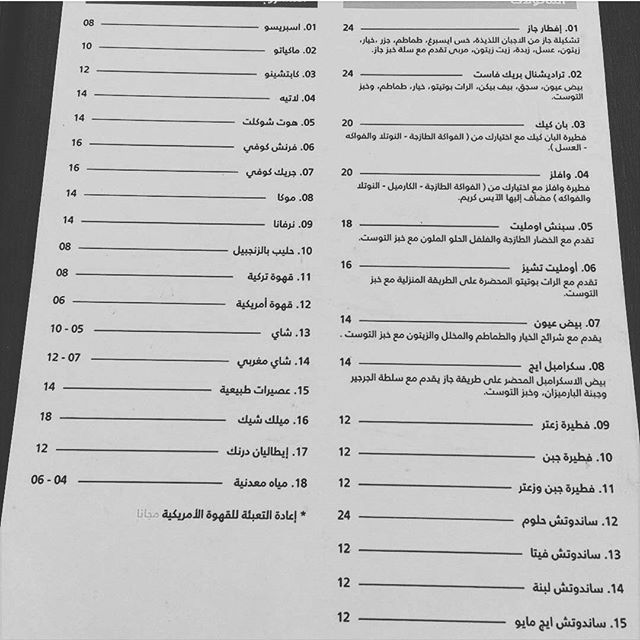 01. إفطار جاز 24
تشكيلة جاز من الاجبان اللذيذة، خس ايسبرغ، طماطم، جزر ،خيار،
زيتون، عسل، زبدة، زيت زيتون، مربى تقدم مع سلة خبز جاز.
02. تراديشنال بريك فاست 24
بيض عيون، سجق، بيف بيكن، الرات بوتيتو، خيار، طماطم، وخبز
التوست.
03. بان كيك 20
فطيرة البان كيك مع اختيارك من ( الفواكة الطازجة - النوتلا والفواكه
- العسل ).
04. وافلز 20
فطيرة وافلز مع اختيارك من ( الفواكة الطازجة - الكارميل - النوتلا
والفواكه ) مضاف إليها الآيس كريم.
05. سبنش اومليت 18
تقدم مع الخضار الطازجة والفلفل الحلو الملون مع خبز التوست.
06. أومليت تشيز 16
تقدم مع الرات بوتيتو المحضرة على الطريقة المنزلية مع خبز
التوست.
07. بيض عيون 14
يقدم مع شرائح الخيار والطماطم والمخلل والزيتون مع خبز التوست .
08. سكرامبل ايج 14
بيض الاسكرامبل المحضر على طريقة جاز يقدم مع سلطة الجرجير
وجبنة البارميزان، وخبز التوست.
09. فطيرة زعتر 12
10. فطيرة جبن 12
11. فطيرة جبن وزعتر 12
12. ساندوتش حلوم 24
13. ساندوتش فيتا 12
14. ساندوتش لبنة 12
15. ساندوتش ايج مايو 12
01. اسبريسو 08
02. ماكياتو 10
03. كابتشينو 12
04. لاتيه 14
05. هوت شوكلت 14
06. فرنش كوفي 16
07. جريك كوفي 16
08. موكا 14
09. نرفانا 14
10. حليب بالزنجبيل 08
11. قهوة تركية 08
12. قهوة أمريكية 06
13. شاي 05 - 10
14. شاي مغربي 07 - 12
15. عصيرات طبيعية 14
16. ميلك شيك 18
17. إيطاليان درنك 12
18. مياه معدنية 04 - 06
* إعادة التعبئة للقهوة الأمريكية مجانا